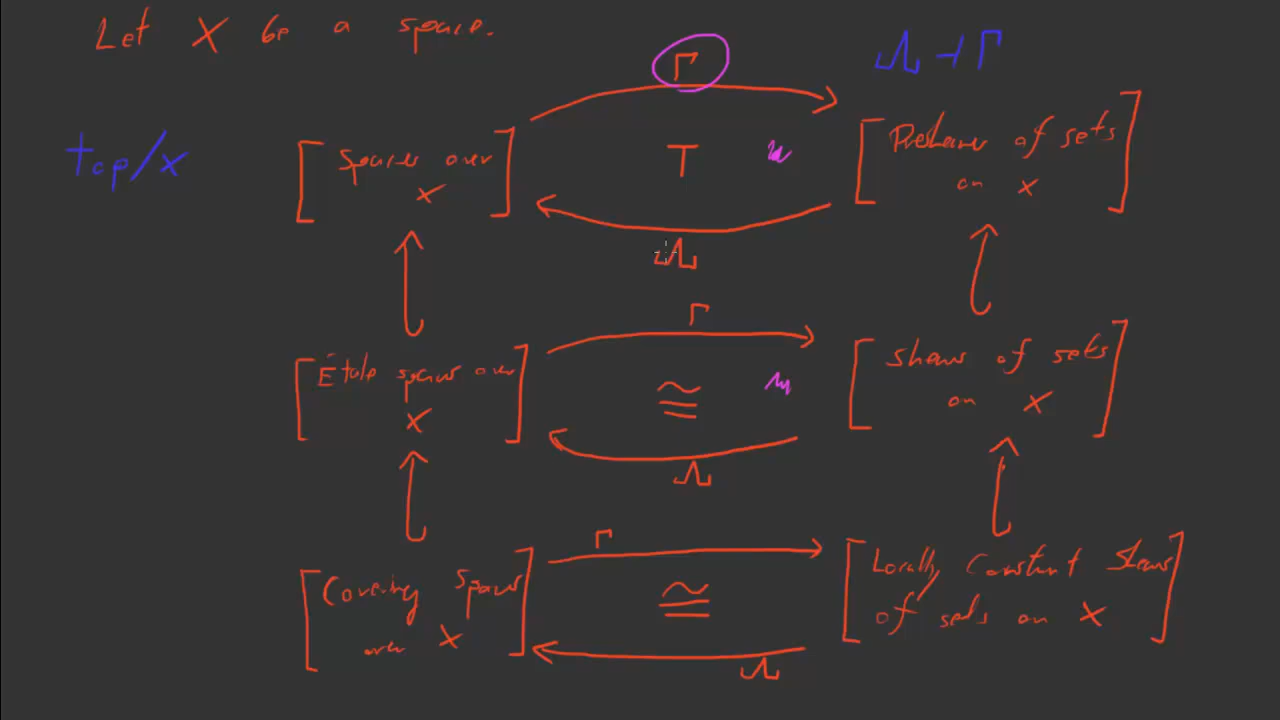 Let X be a space.
Γ
Λ ⊣ Γ
top/X
[Spaces over
X]
T
[Presheaves of sets
on X]
Λ
Γ
[Étale spaces over
X]
≅
[Sheaves of sets
on X]
Λ
Γ
[Covering spaces
over X]
≅
[Locally Constant Sheaves
of sets on X]
Λ